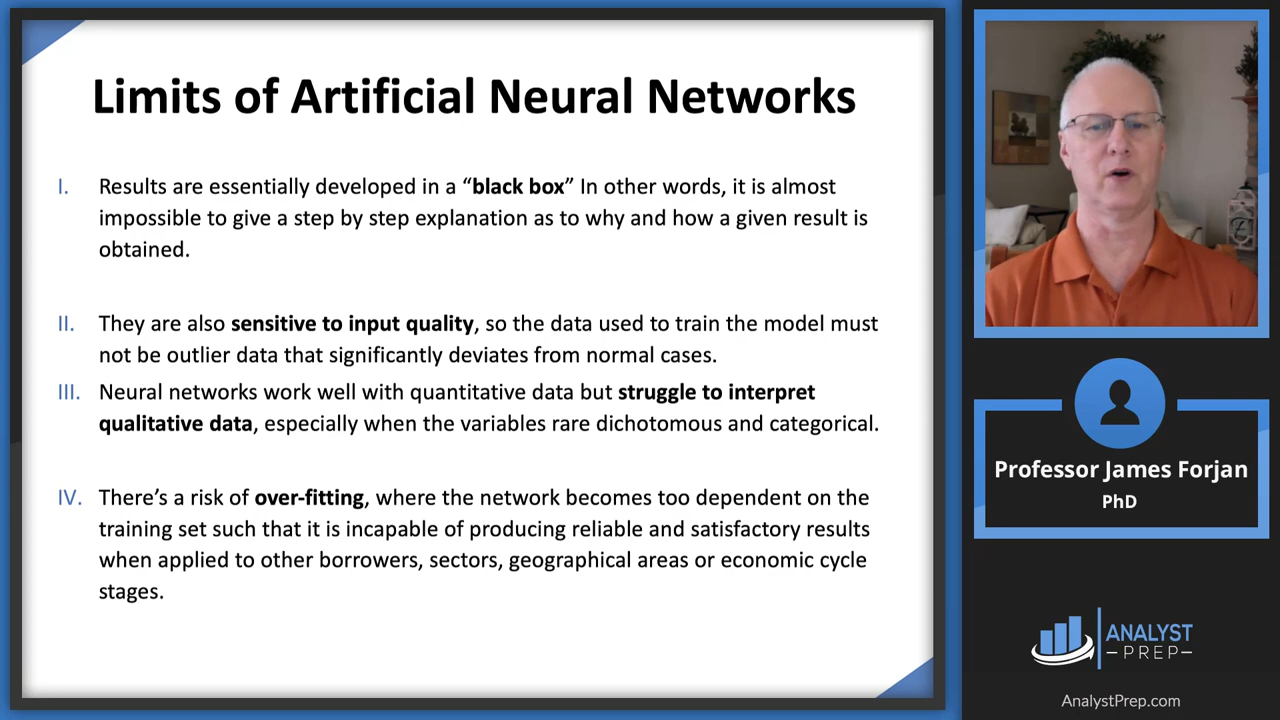 Limits of Artificial Neural Networks
I. Results are essentially developed in a “black box” In other words, it is almost
impossible to give a step by step explanation as to why and how a given result is
obtained.
II. They are also sensitive to input quality, so the data used to train the model must
not be outlier data that significantly deviates from normal cases.
III. Neural networks work well with quantitative data but struggle to interpret
qualitative data, especially when the variables rare dichotomous and categorical.
IV. There’s a risk of over-fitting, where the network becomes too dependent on the
training set such that it is incapable of producing reliable and satisfactory results
when applied to other borrowers, sectors, geographical areas or economic cycle
stages.
Professor James Forjan
PhD
ANALYST
–PREP–
AnalystPrep.com